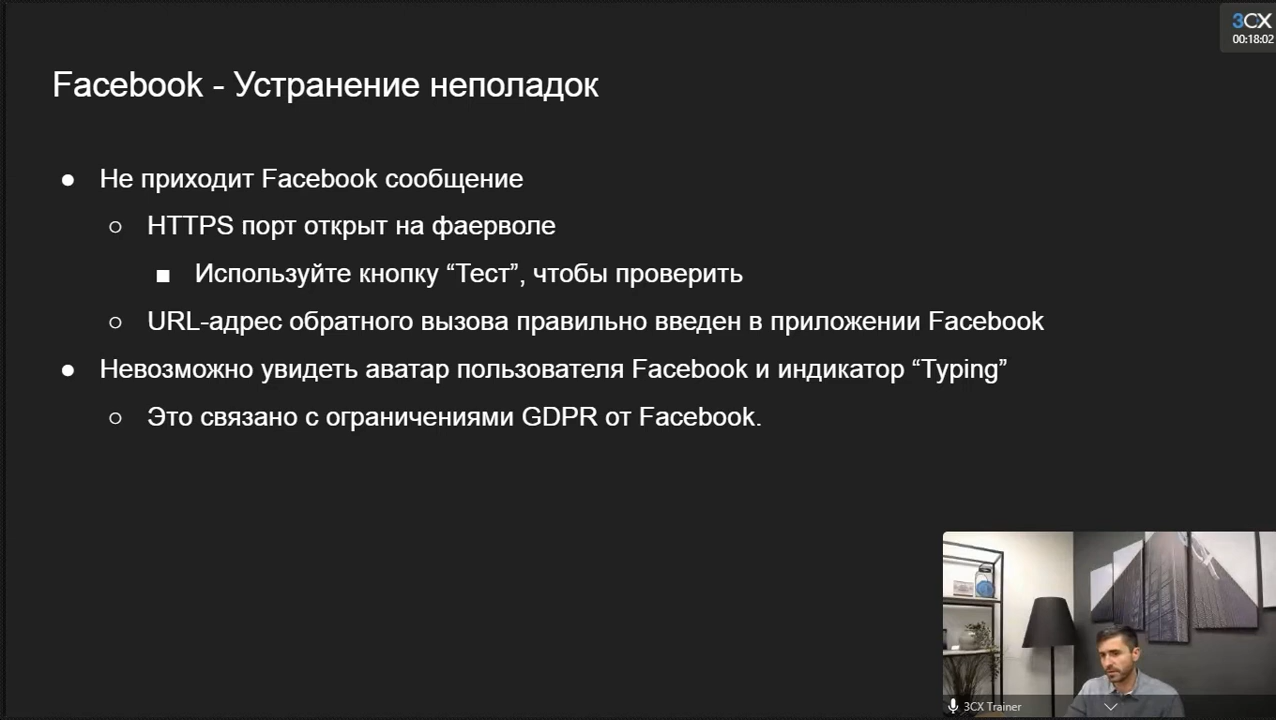 3CX
00:18:02
Facebook - Устранение неполадок
● Не приходит Facebook сообщение
○ HTTPS порт открыт на фаерволе
■ Используйте кнопку “Тест”, чтобы проверить
○ URL-адрес обратного вызова правильно введен в приложении Facebook
● Невозможно увидеть аватар пользователя Facebook и индикатор “Typing”
○ Это связано с ограничениями GDPR от Facebook.
3CX Trainer